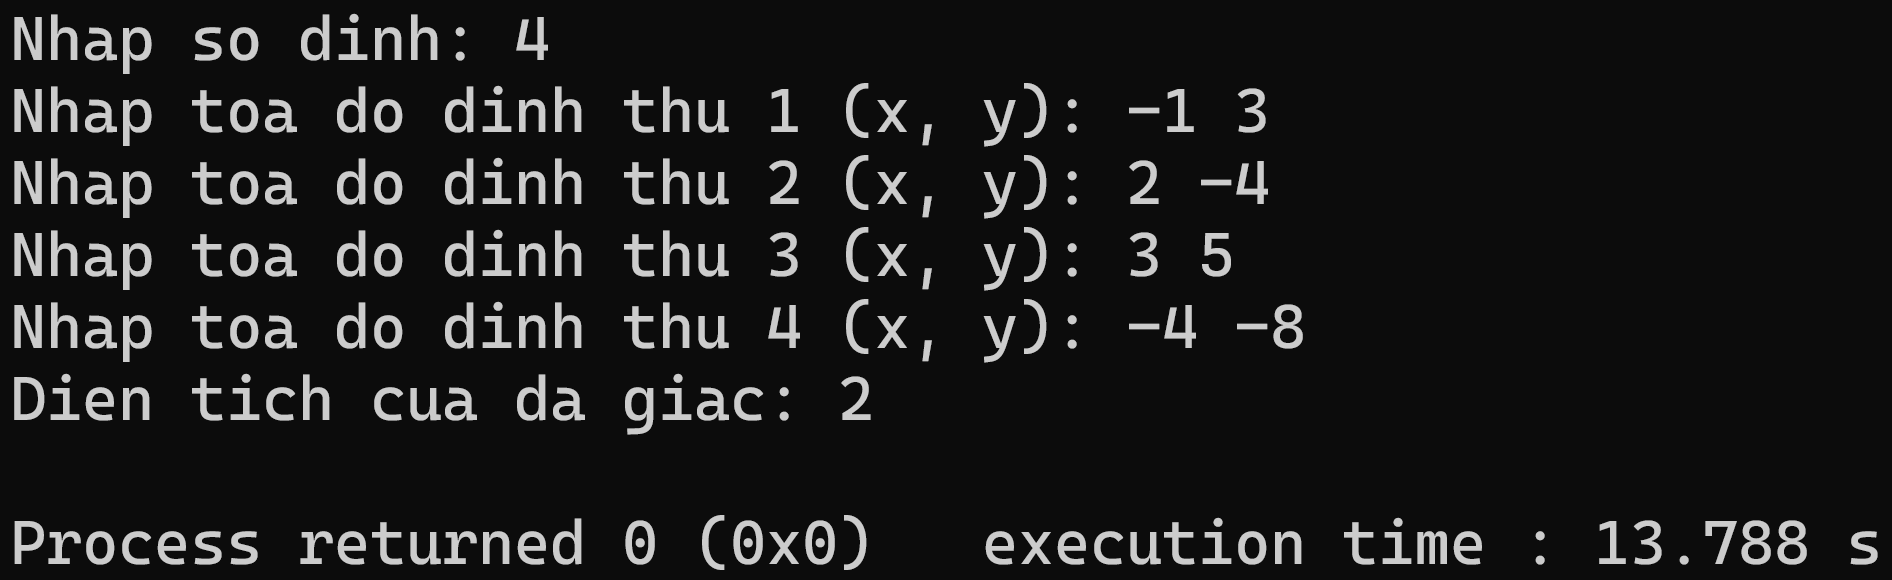 Nhap so dinh: 4
Nhap toa do dinh thu 1 (x, y): -1 3
Nhap toa do dinh thu 2 (x, y): 2 -4
Nhap toa do dinh thu 3 (x, y): 3 5
Nhap toa do dinh thu 4 (x, y): -4 -8
Dien tich cua da giac: 2
Process returned 0 (0x0)   execution time : 13.788 s